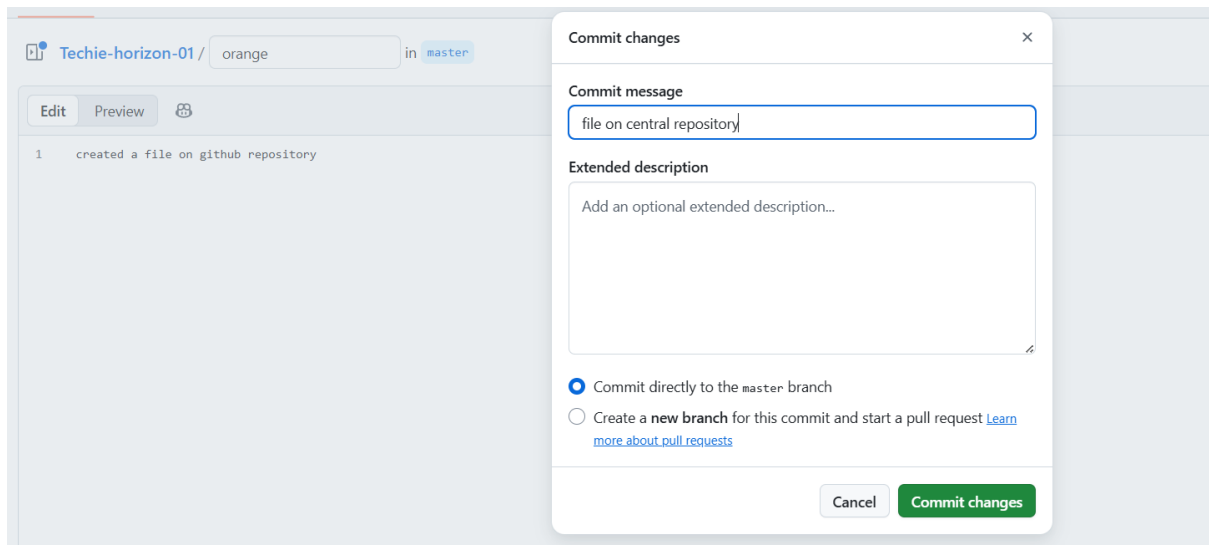 Techie-horizon-01 / orange in master
Edit Preview
1 created a file on github repository
Commit changes
Commit message
file on central repository
Extended description
Add an optional extended description...
Commit directly to the master branch
Create a new branch for this commit and start a pull request Learn
more about pull requests
Cancel Commit changes